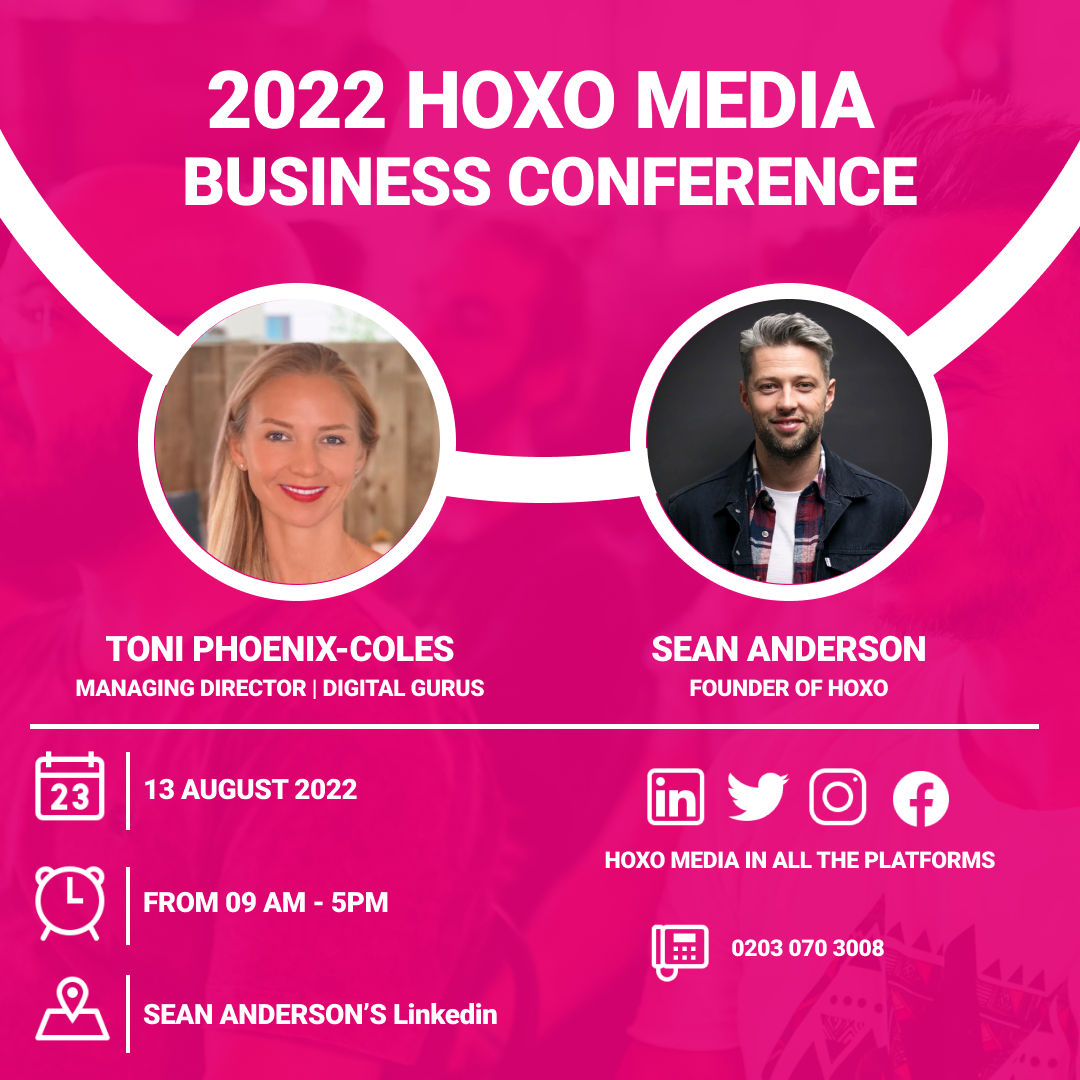 2022 HOXO MEDIA
BUSINESS CONFERENCE
TONI PHOENIX-COLES
MANAGING DIRECTOR | DIGITAL GURUS
SEAN ANDERSON
FOUNDER OF HOXO
23
13 AUGUST 2022
FROM 09 AM - 5PM
SEAN ANDERSON’S Linkedin
in
f
HOXO MEDIA IN ALL THE PLATFORMS
0203 070 3008